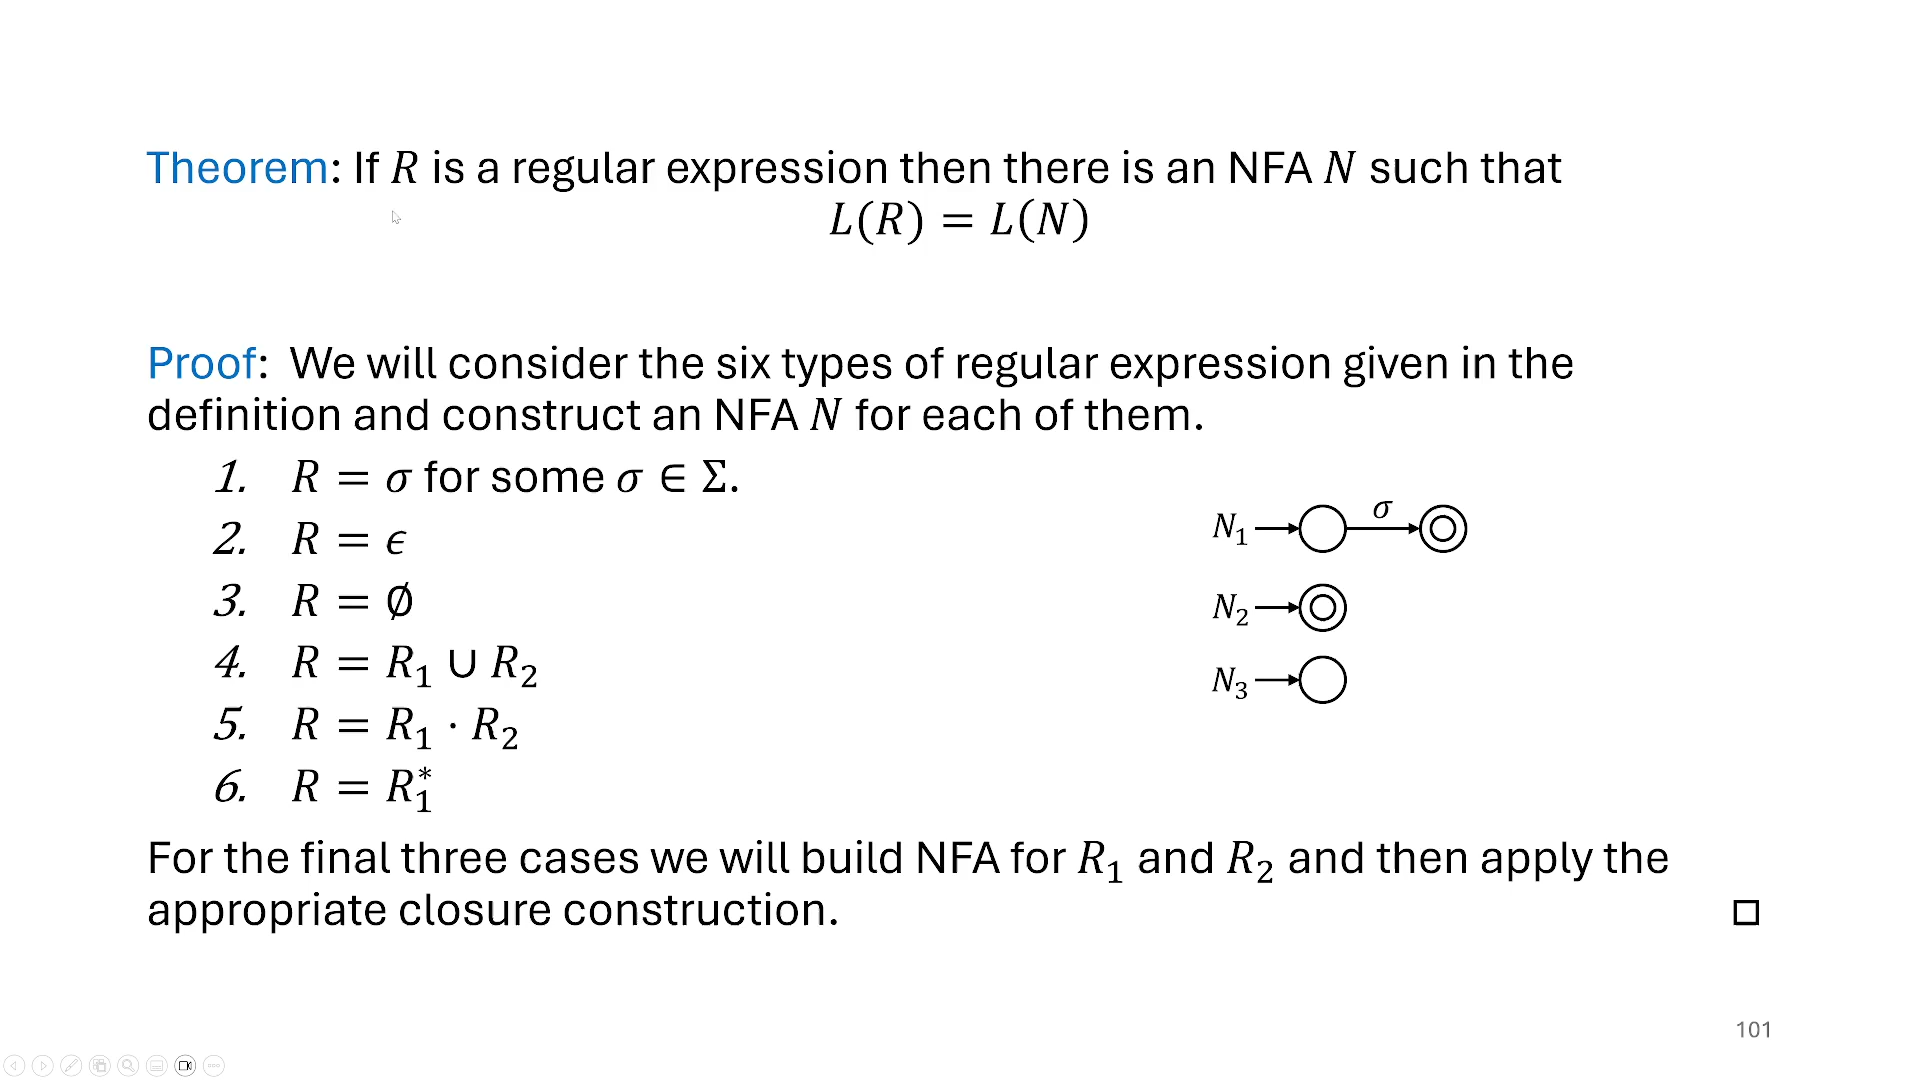 Theorem: If R is a regular expression then there is an NFA N such that
L(R) = L(N)
Proof: We will consider the six types of regular expression given in the
definition and construct an NFA N for each of them.
1. R = σ for some σ ∈ Σ.
2. R = ϵ
3. R = ∅
4. R = R₁ ∪ R₂
5. R = R₁ · R₂
6. R = R₁*
N₁ σ
N₂
N₃
For the final three cases we will build NFA for R₁ and R₂ and then apply the
appropriate closure construction. □
101